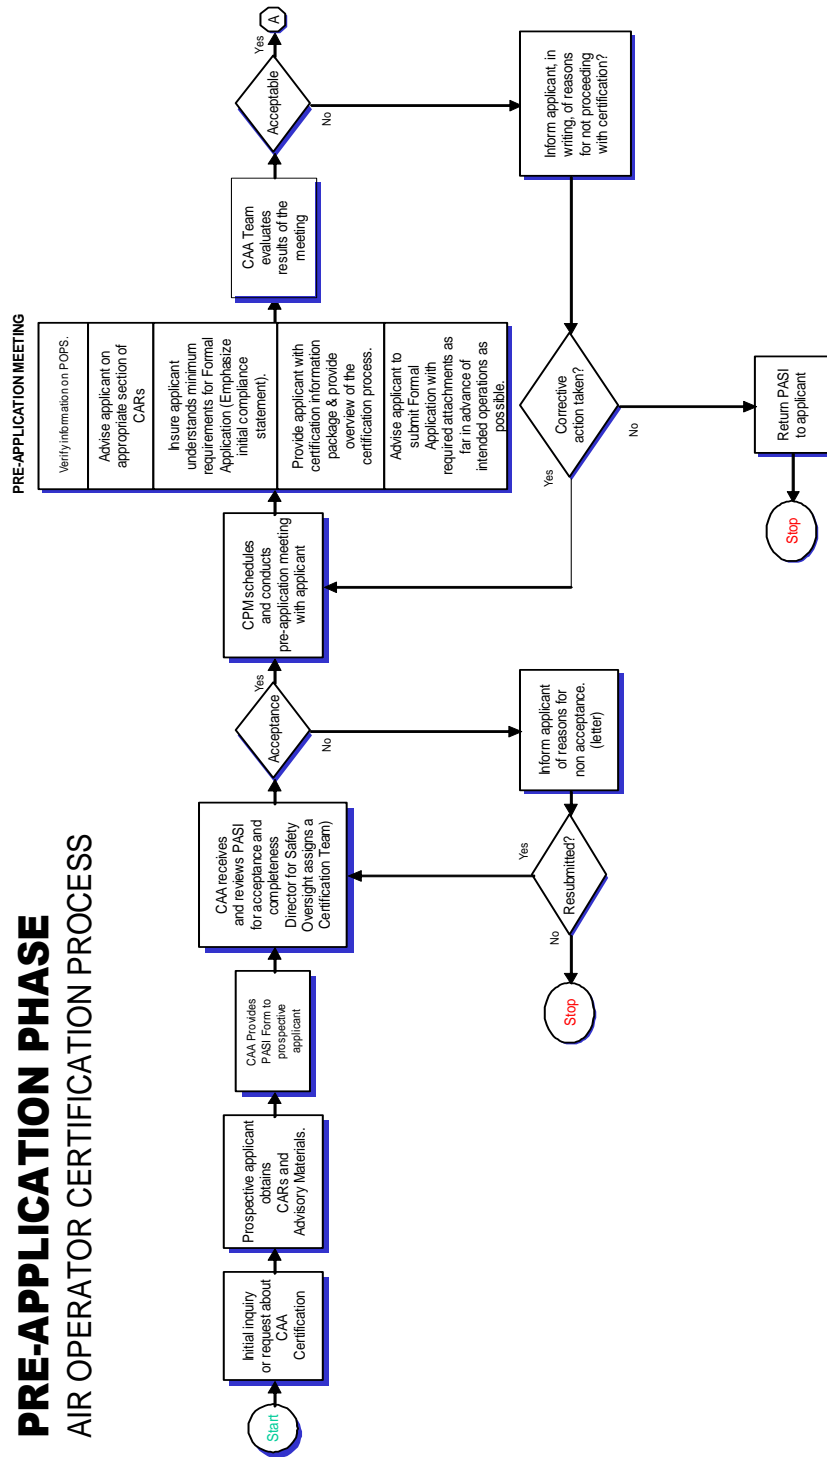 PRE-APPLICATION PHASE
AIR OPERATOR CERTIFICATION PROCESS
Start
Initial inquiry
or request about
CAA
Certification
Prospective applicant
obtains
CARs and
Advisory Materials.
CAA Provides
PASI Form to
prospective
applicant
CAA receives
and reviews PASI
for acceptance and
completeness
Director for Safety
Oversight assigns a
Certification Team)
Acceptance
Yes
No
Inform applicant
of reasons for
non acceptance.
(letter)
Resubmitted?
Yes
No
Stop
CPM schedules
and conducts
pre-application meeting
with applicant
PRE-APPLICATION MEETING
Verify information on POPS.
Advise applicant on
appropriate section of
CARs
Insure applicant
understands minimum
requirements for Formal
Application (Emphasize
initial compliance
statement).
Provide applicant with
certification information
package & provide
overview of the
certification process.
Advise applicant to
submit Formal
Application with
required attachments as
far in advance of
intended operations as
possible.
CAA Team
evaluates
results of the
meeting
Acceptable
Yes
A
No
Inform applicant, in
writing, of reasons
for not proceeding
with certification?
Corrective
action taken?
Yes
No
Return PASI
to applicant
Stop